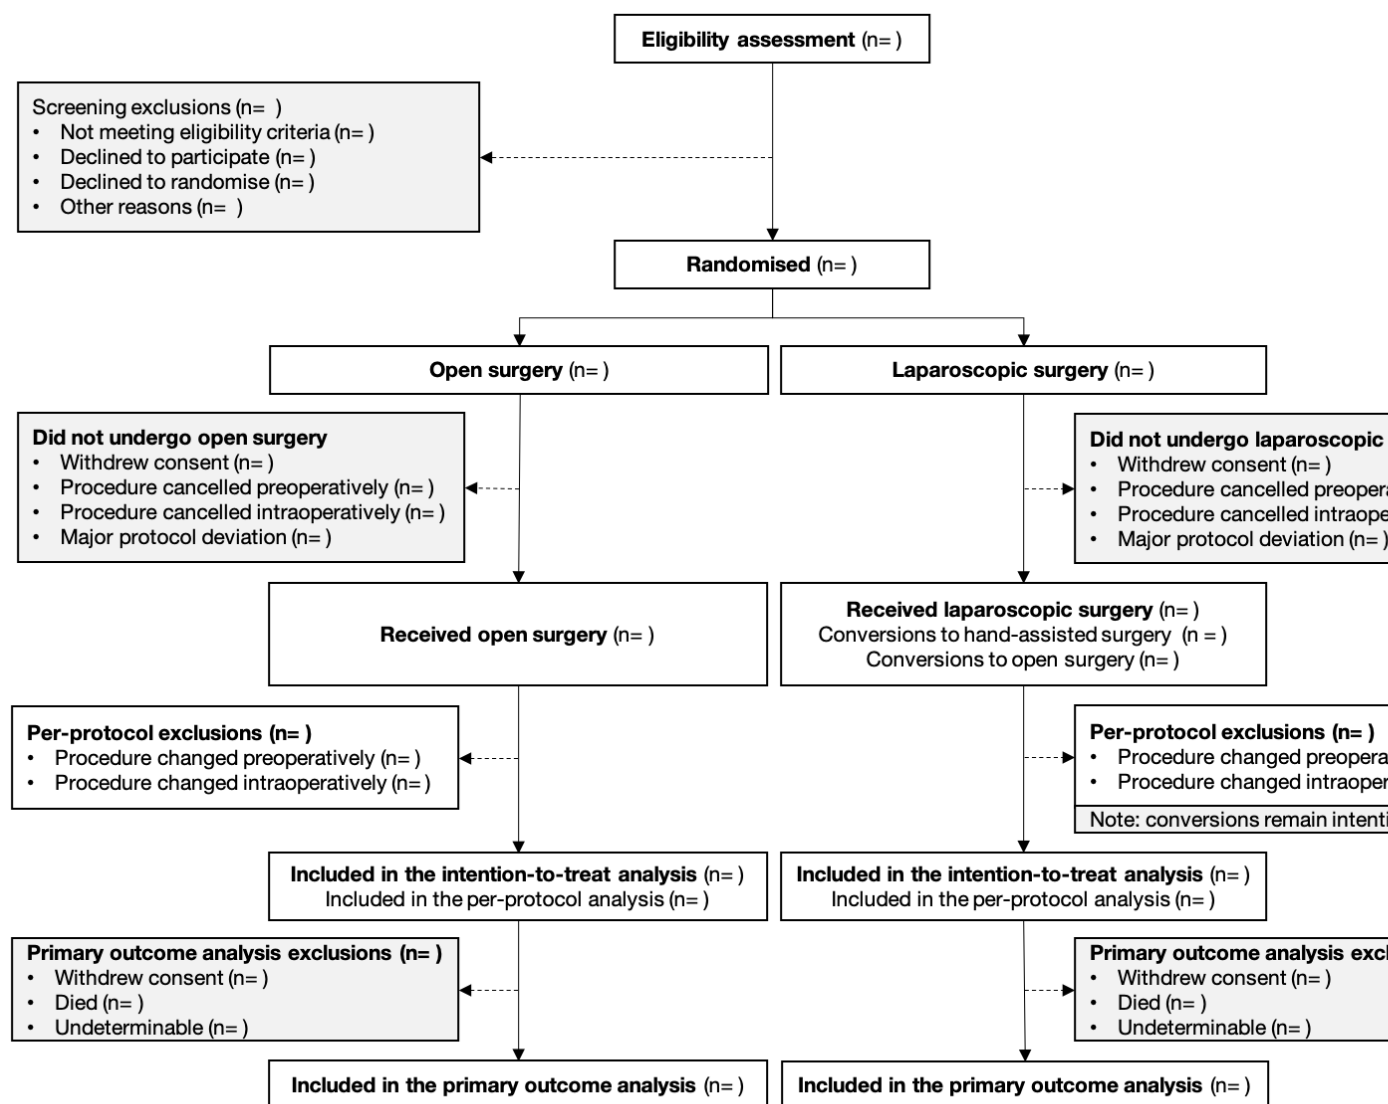 Eligibility assessment (n= )
Screening exclusions (n=  )
• Not meeting eligibility criteria (n= )
• Declined to participate (n= )
• Declined to randomise (n= )
• Other reasons (n=  )
Randomised (n= )
Open surgery (n= )
Laparoscopic surgery (n= )
Did not undergo open surgery
• Withdrew consent (n= )
• Procedure cancelled preoperatively (n= )
• Procedure cancelled intraoperatively (n= )
• Major protocol deviation (n= )
Did not undergo laparoscopic
• Withdrew consent (n= )
• Procedure cancelled
• Procedure cancelled
• Major protocol deviation (n= )
Received open surgery (n= )
Received laparoscopic surgery (n= )
Conversions to hand-assisted surgery  (n = )
Conversions to open surgery (n= )
Per-protocol exclusions (n= )
• Procedure changed preoperatively (n= )
• Procedure changed intraoperatively (n= )
Per-protocol exclusions (n= )
• Procedure changed
• Procedure changed
Note: conversions remain
Included in the intention-to-treat analysis (n= )
Included in the per-protocol analysis (n= )
Included in the intention-to-treat analysis (n= )
Included in the per-protocol analysis (n= )
Primary outcome analysis exclusions (n= )
• Withdrew consent (n= )
• Died (n= )
• Undeterminable (n= )
Primary outcome analysis
• Withdrew consent (n= )
• Died (n= )
• Undeterminable (n= )
Included in the primary outcome analysis (n= )
Included in the primary outcome analysis (n= )